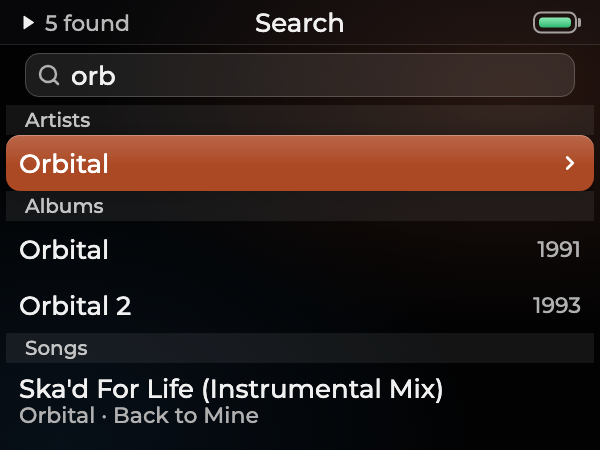 5 found
Search
orb
Artists
Orbital
Albums
Orbital 1991
Orbital 2 1993
Songs
Ska'd For Life (Instrumental Mix)
Orbital · Back to Mine